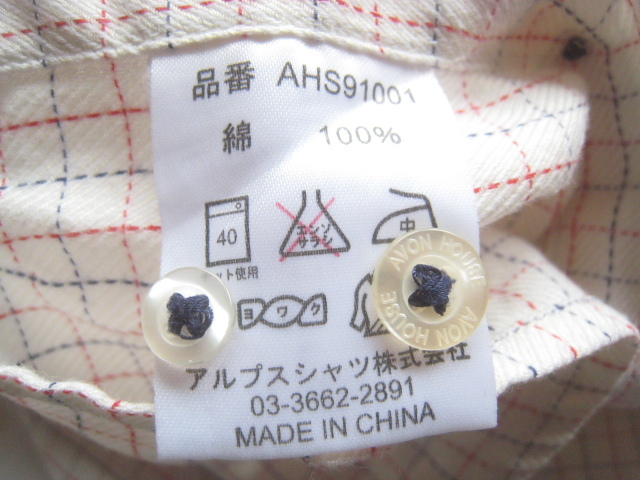 品番 AHS91001
綿 100%
40
エンソ
サラシ
中
ット使用
ヨワク
AVON HOUSE
AVON HOUSE
アルプスシャツ株式会社
03-3662-2891
MADE IN CHINA